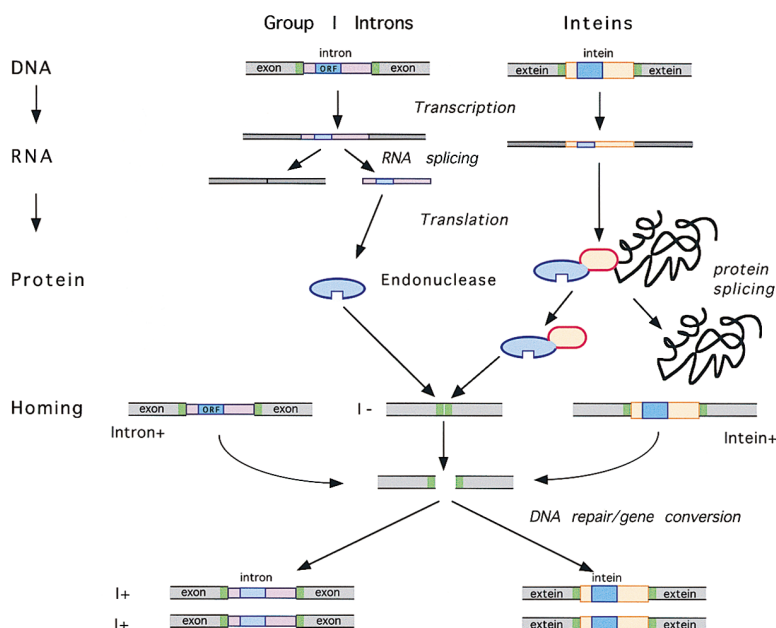 Group I Introns
Inteins
intron
intein
DNA
exon
ORF
exon
extein
extein
Transcription
RNA
RNA splicing
Translation
Protein
Endonuclease
protein
splicing
Homing
exon
ORF
exon
I -
Intron+
Intein+
DNA repair/gene conversion
intron
intein
I+
exon
exon
extein
extein
I+
exon
exon
extein
extein